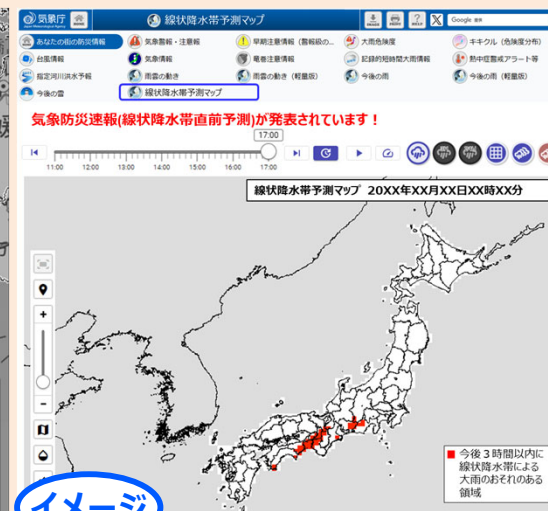 気象庁
線状降水帯予測マップ
Google 検索
あなたの街の防災情報
気象警報・注意報
早期注意情報（警報級の...
大雨危険度
キキクル（危険度分布）
台風情報
気象情報
竜巻注意情報
記録的短時間大雨情報
熱中症警戒アラート等
指定河川洪水予報
雨雲の動き
雨雲の動き（軽量版）
今後の雨
今後の雨（軽量版）
今後の雪
線状降水帯予測マップ
気象防災速報(線状降水帯直前予測)が発表されています！
17:00
11:00 12:00 13:00 14:00 15:00 16:00 17:00
線状降水帯予測マップ 20XX年XX月XX日XX時XX分
今後３時間以内に
線状降水帯による
大雨のおそれのある
領域
イメージ